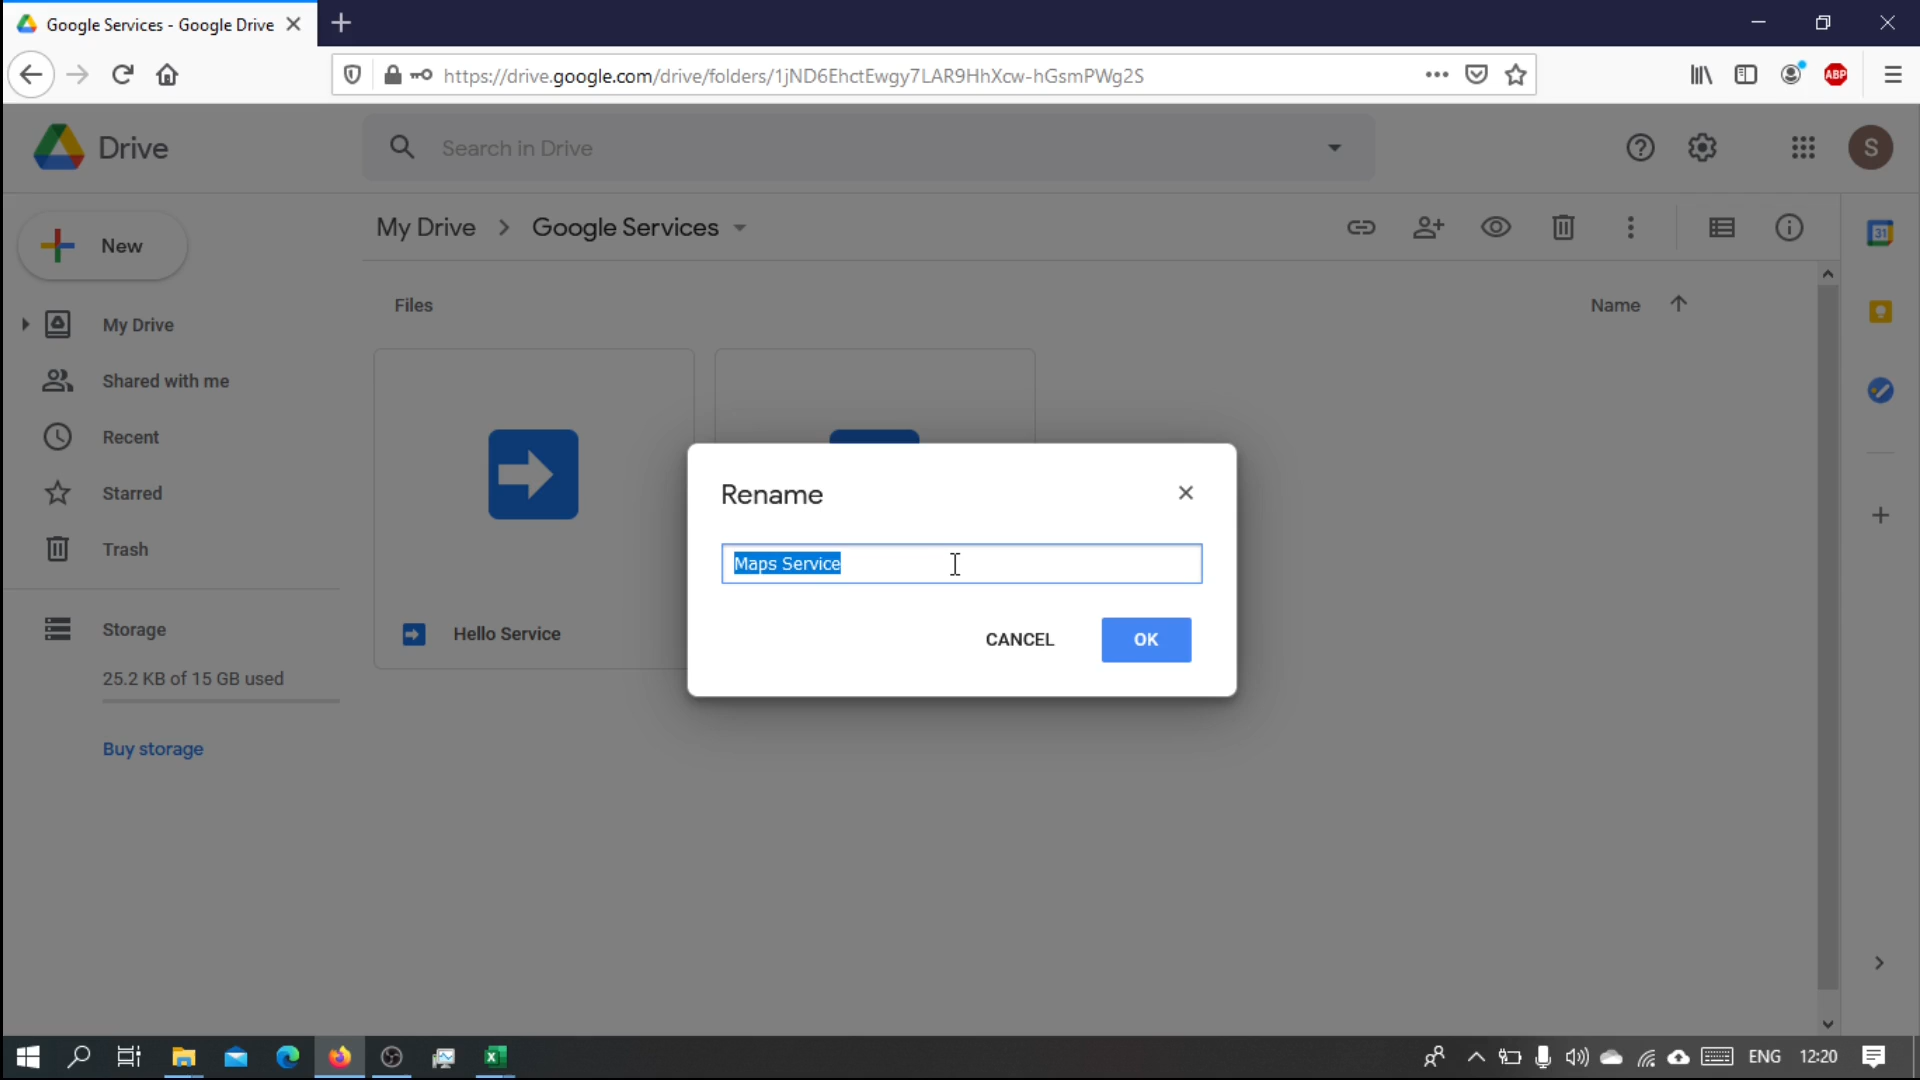 Google Services - Google Drive
https://drive.google.com/drive/folders/1jND6EhctEwgy7LAR9HhXcw-hGsmPWg2S
ABP
Drive
Search in Drive
S
New
My Drive
Shared with me
Recent
Starred
Trash
Storage
25.2 KB of 15 GB used
Buy storage
My Drive > Google Services
31
Files
Name
Hello Service
Rename
Maps Service
CANCEL
OK
ENG
12:20